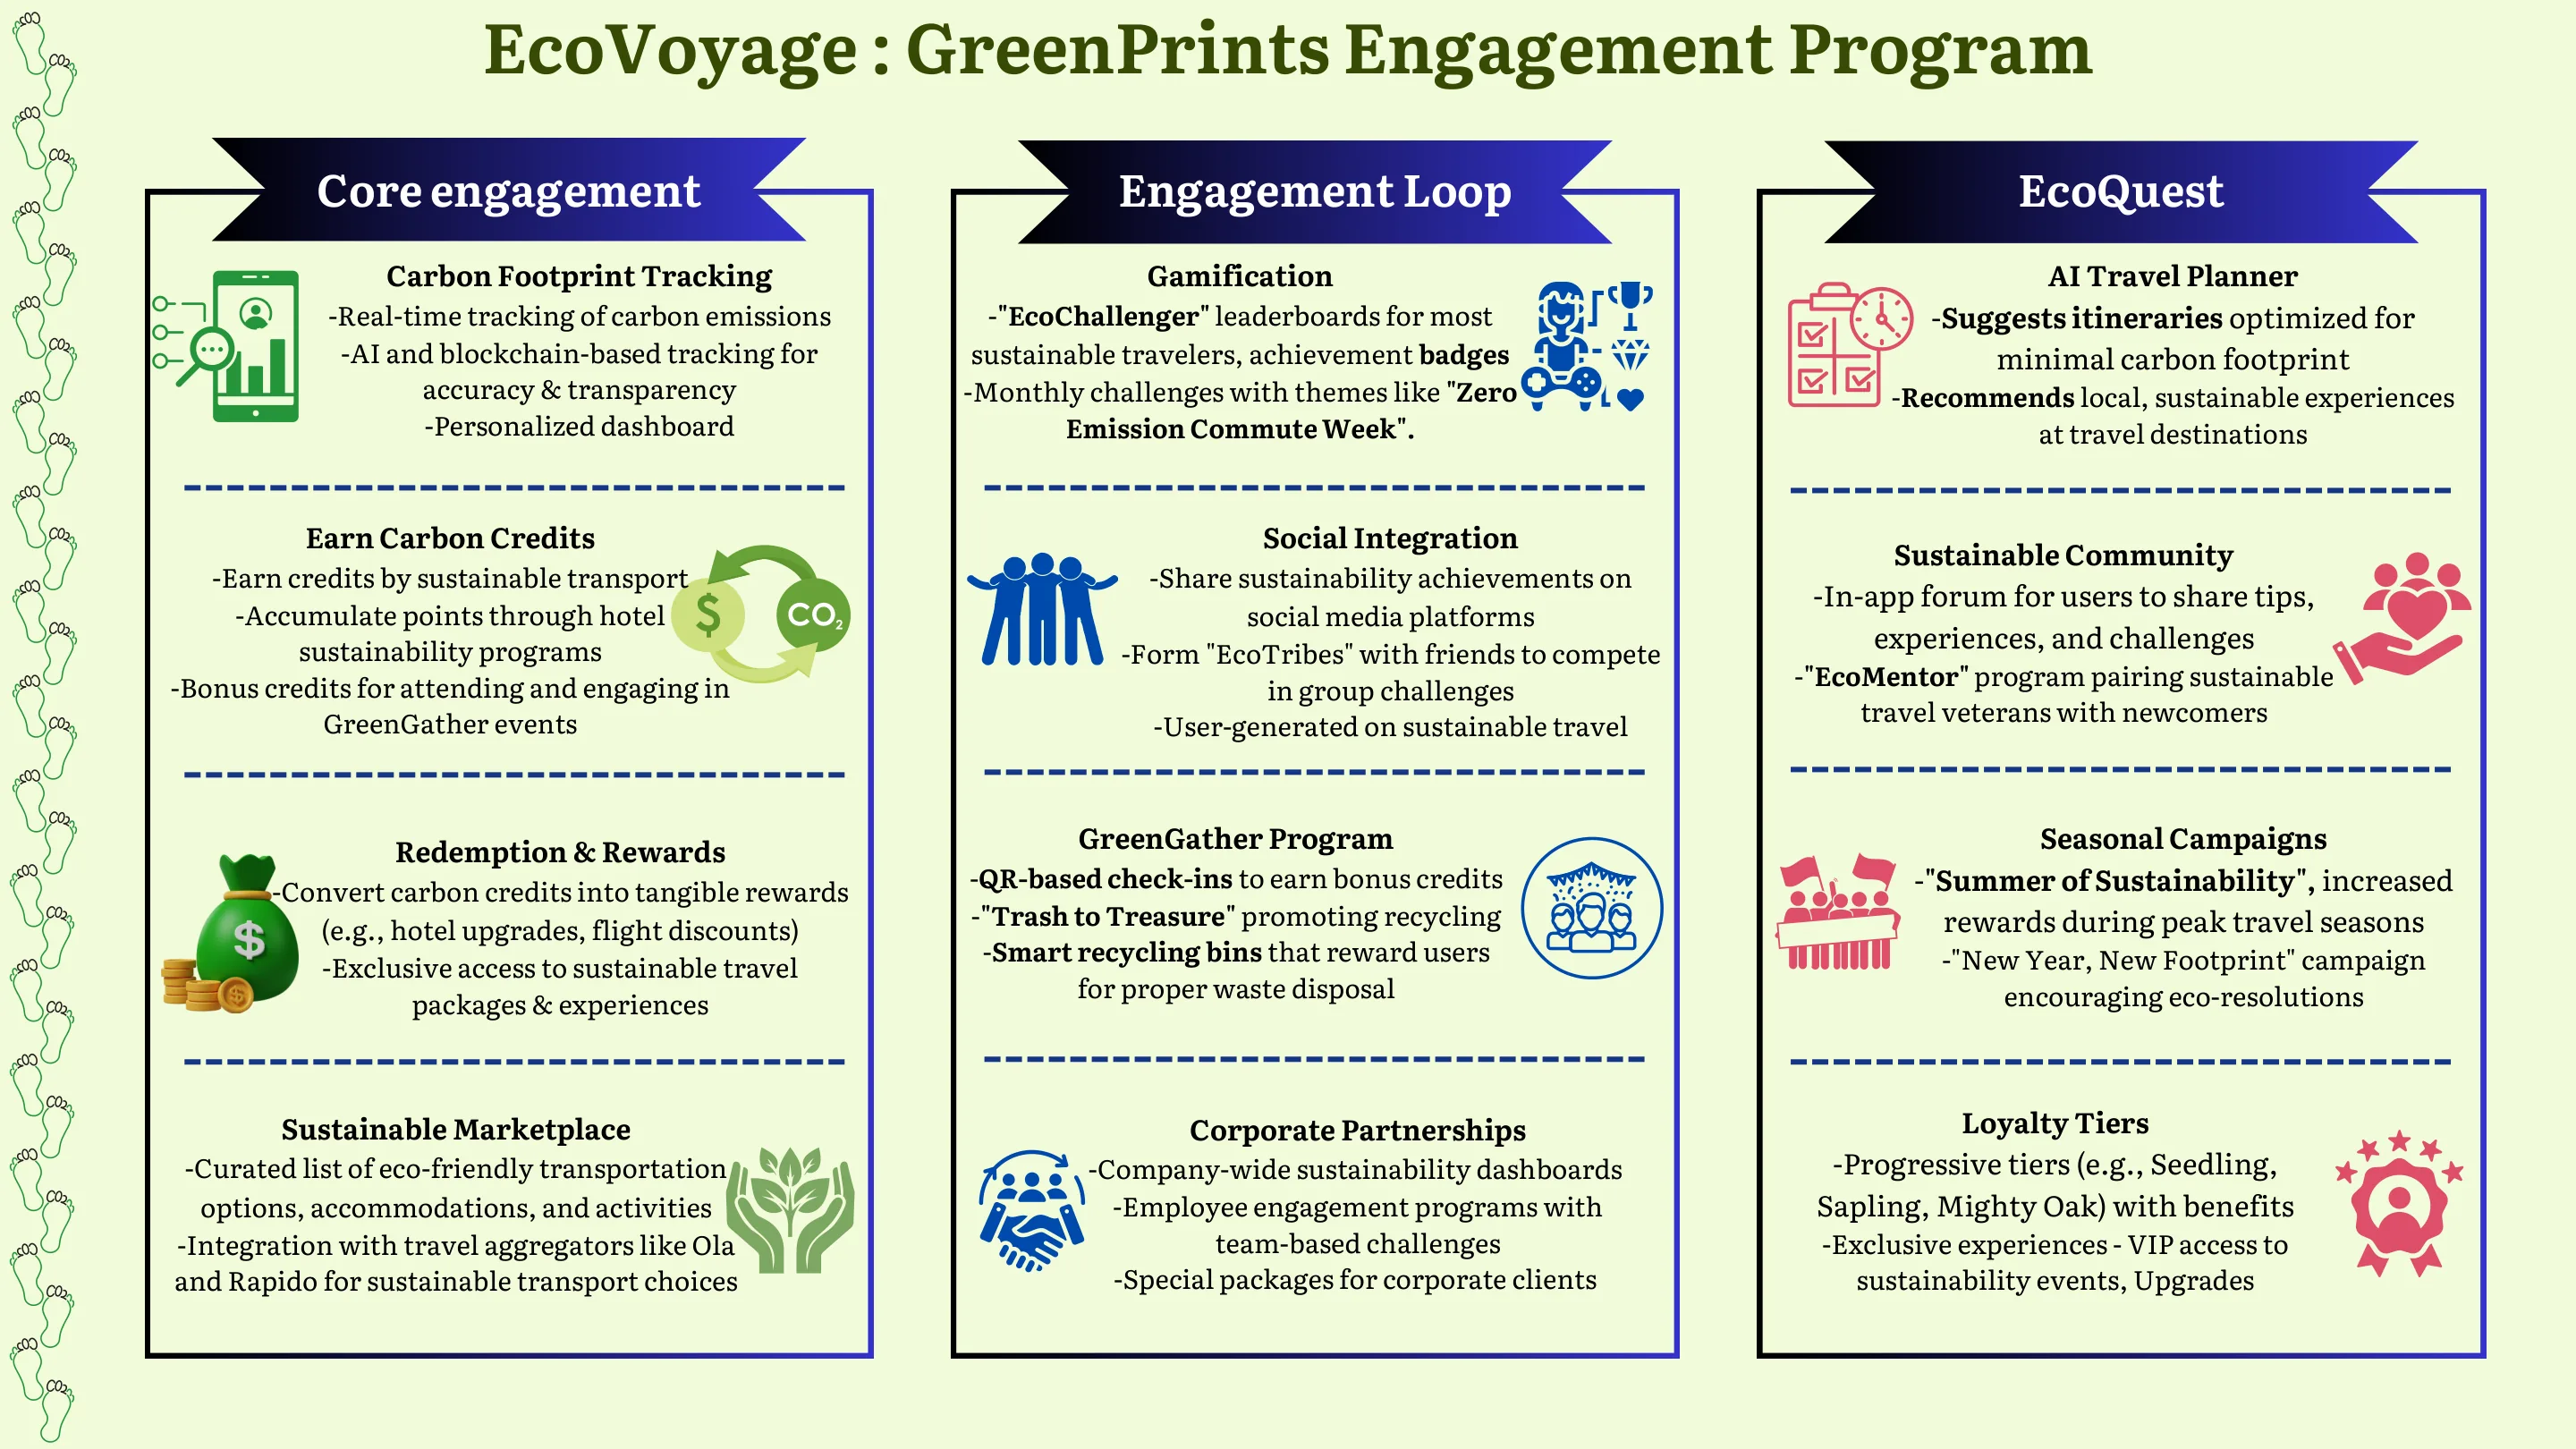 EcoVoyage : GreenPrints Engagement Program
Core engagement
Carbon Footprint Tracking
-Real-time tracking of carbon emissions
-AI and blockchain-based tracking for
accuracy & transparency
-Personalized dashboard
Earn Carbon Credits
-Earn credits by sustainable transport
-Accumulate points through hotel
sustainability programs
-Bonus credits for attending and engaging in
GreenGather events
$
CO₂
Redemption & Rewards
-Convert carbon credits into tangible rewards
(e.g., hotel upgrades, flight discounts)
-Exclusive access to sustainable travel
packages & experiences
$
Sustainable Marketplace
-Curated list of eco-friendly transportation
options, accommodations, and activities
-Integration with travel aggregators like Ola
and Rapido for sustainable transport choices
Engagement Loop
Gamification
-"EcoChallenger" leaderboards for most
sustainable travelers, achievement badges
-Monthly challenges with themes like "Zero
Emission Commute Week".
Social Integration
-Share sustainability achievements on
social media platforms
-Form "EcoTribes" with friends to compete
in group challenges
-User-generated on sustainable travel
GreenGather Program
-QR-based check-ins to earn bonus credits
-"Trash to Treasure" promoting recycling
-Smart recycling bins that reward users
for proper waste disposal
Corporate Partnerships
-Company-wide sustainability dashboards
-Employee engagement programs with
team-based challenges
-Special packages for corporate clients
EcoQuest
AI Travel Planner
-Suggests itineraries optimized for
minimal carbon footprint
-Recommends local, sustainable experiences
at travel destinations
Sustainable Community
-In-app forum for users to share tips,
experiences, and challenges
-"EcoMentor" program pairing sustainable
travel veterans with newcomers
Seasonal Campaigns
-"Summer of Sustainability", increased
rewards during peak travel seasons
-"New Year, New Footprint" campaign
encouraging eco-resolutions
Loyalty Tiers
-Progressive tiers (e.g., Seedling,
Sapling, Mighty Oak) with benefits
-Exclusive experiences - VIP access to
sustainability events, Upgrades